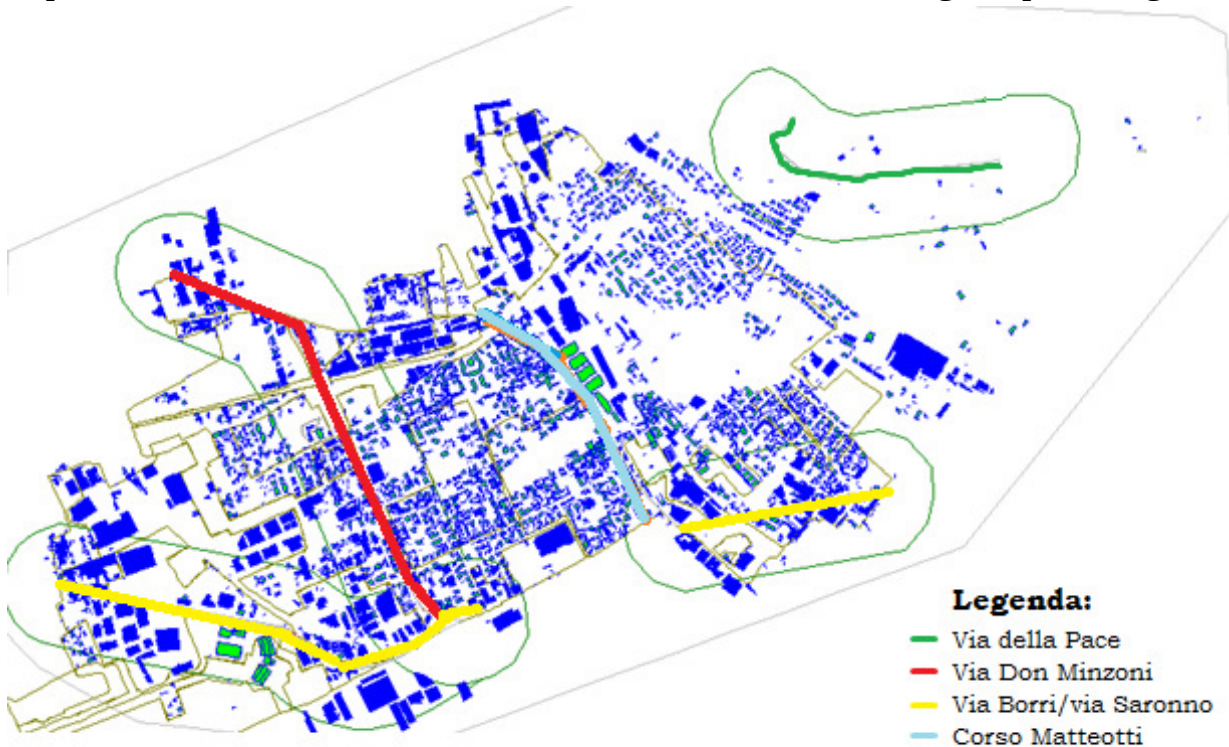 Legenda:
Via della Pace
Via Don Minzoni
Via Borri/via Saronno
Corso Matteotti